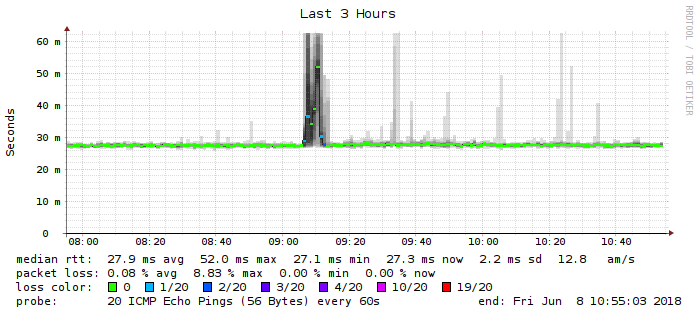 Last 3 Hours
RRDTOOL / TOBI OETIKER
Seconds
60 m
50 m
40 m
30 m
20 m
10 m
0
08:00 08:20 08:40 09:00 09:20 09:40 10:00 10:20 10:40
median rtt: 27.9 ms avg 52.0 ms max 27.1 ms min 27.3 ms now 2.2 ms sd 12.8 am/s
packet loss: 0.08 % avg 8.83 % max 0.00 % min 0.00 % now
loss color: 0 1/20 2/20 3/20 4/20 10/20 19/20
probe: 20 ICMP Echo Pings (56 Bytes) every 60s end: Fri Jun 8 10:55:03 2018